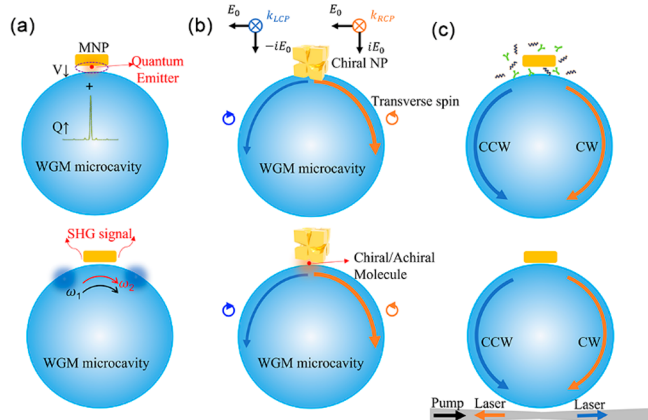 (a)
MNP
V↓
Quantum
Emitter
+
Q↑
WGM microcavity
SHG signal
ω1
ω2
WGM microcavity
(b)
E0
kLCP
−iE0
E0
kRCP
iE0
Chiral NP
Transverse spin
WGM microcavity
Chiral/Achiral
Molecule
WGM microcavity
(c)
CCW
CW
CCW
CW
Pump
Laser
Laser